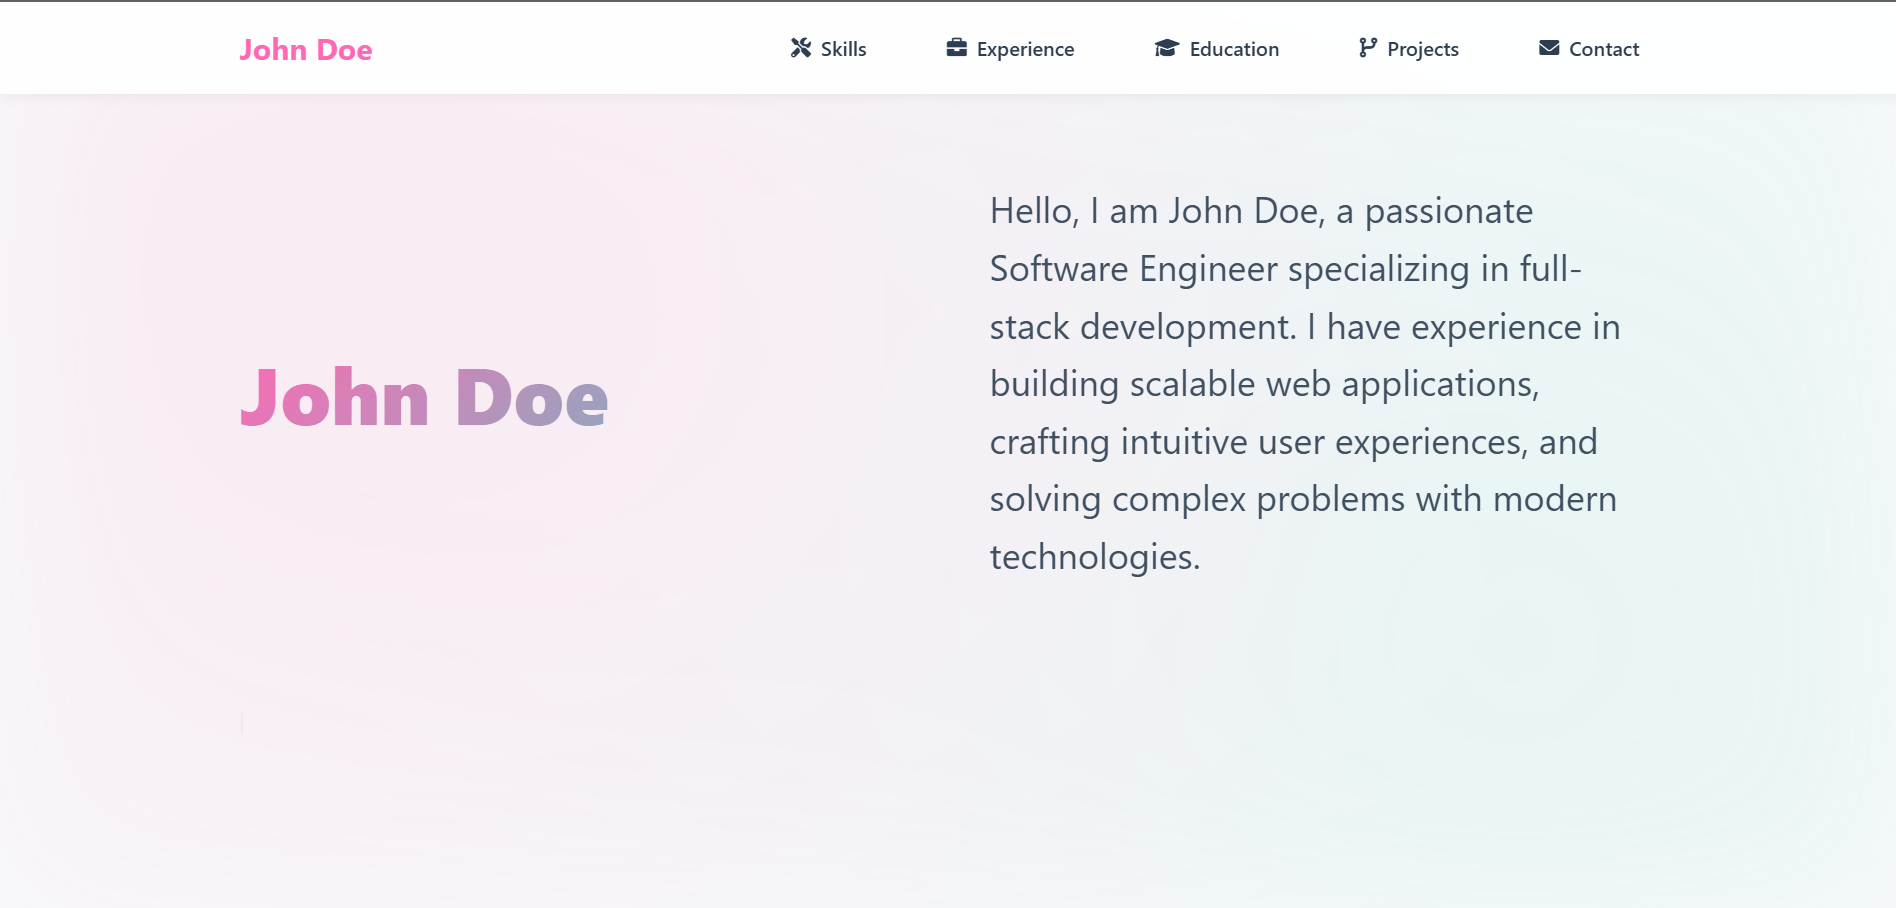 John Doe
Skills
Experience
Education
Projects
Contact
John Doe
Hello, I am John Doe, a passionate
Software Engineer specializing in full-
stack development. I have experience in
building scalable web applications,
crafting intuitive user experiences, and
solving complex problems with modern
technologies.